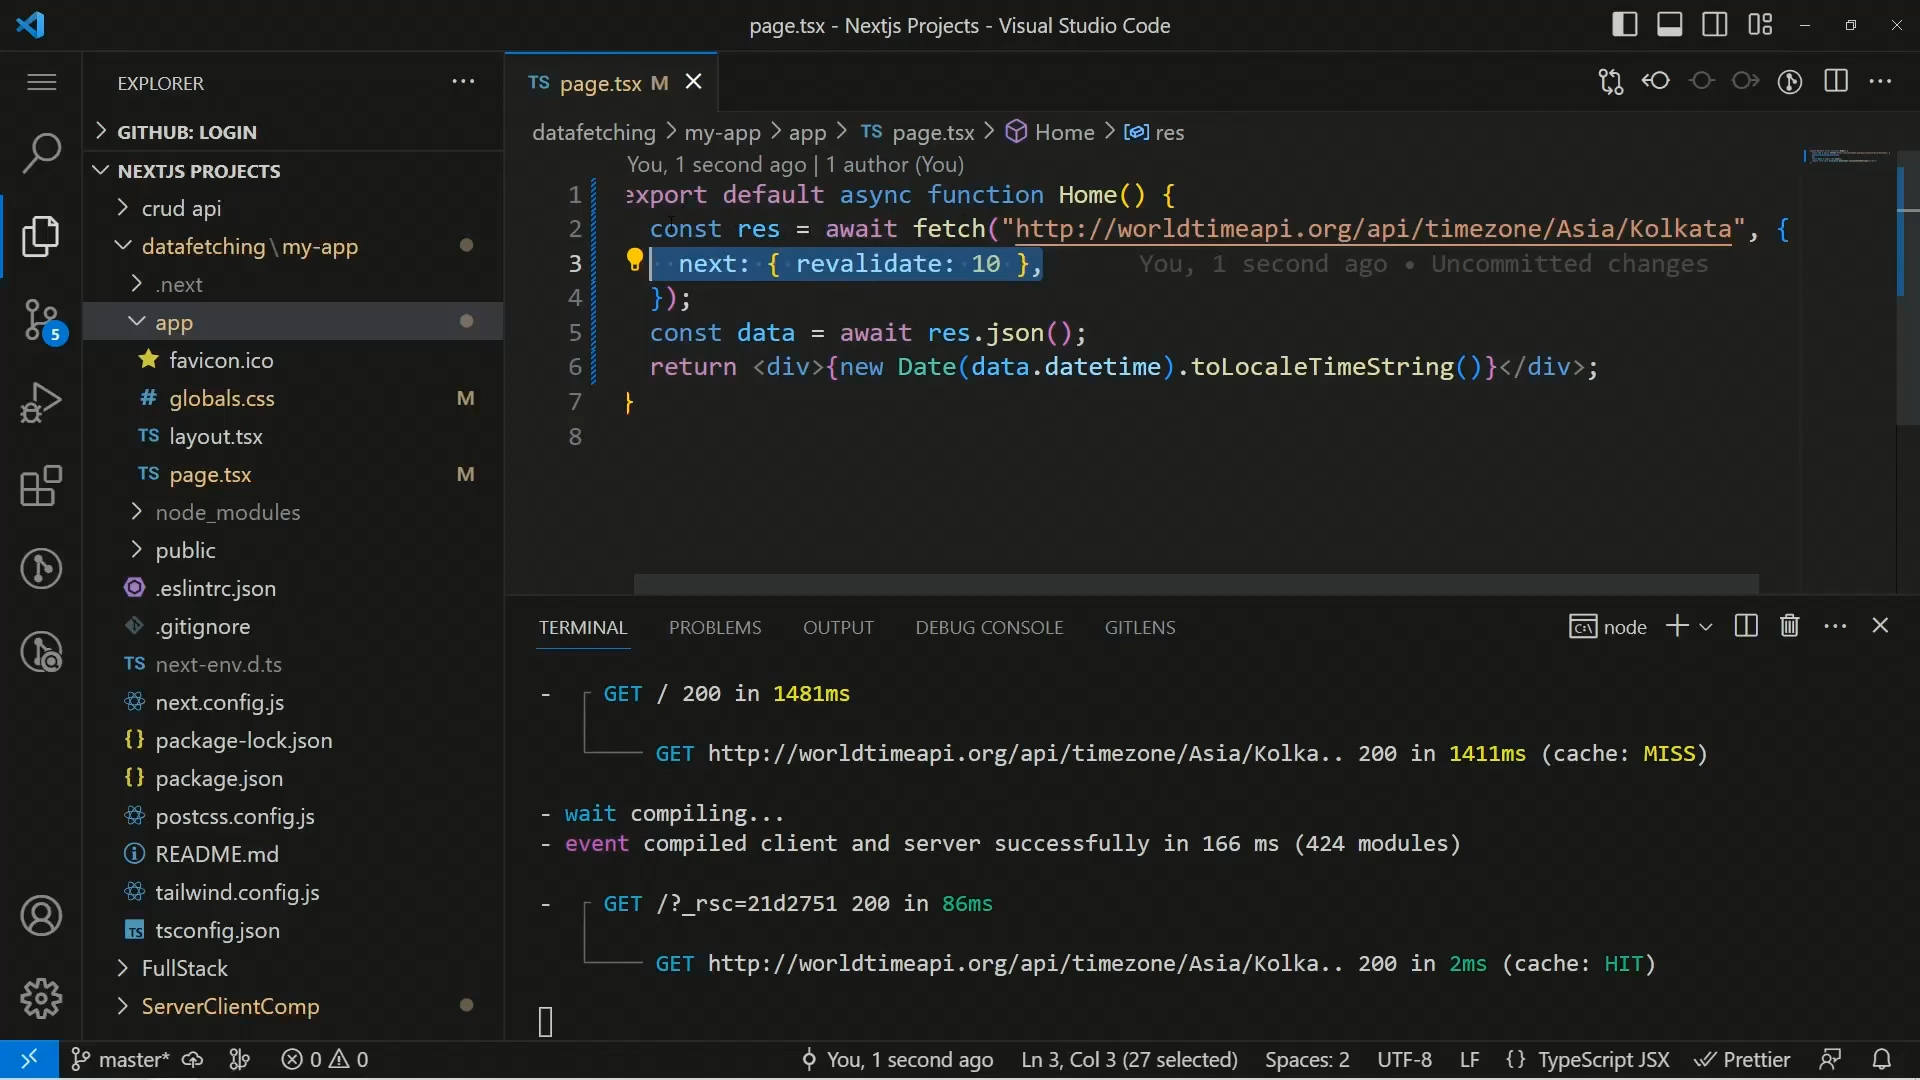 page.tsx - Nextjs Projects - Visual Studio Code
EXPLORER
GITHUB: LOGIN
NEXTJS PROJECTS
crud api
datafetching\my-app
.next
app
favicon.ico
# globals.css M
TS layout.tsx
TS page.tsx M
node_modules
public
.eslintrc.json
.gitignore
TS next-env.d.ts
next.config.js
{} package-lock.json
{} package.json
postcss.config.js
README.md
tailwind.config.js
TS tsconfig.json
FullStack
ServerClientComp
5
TS page.tsx M
datafetching > my-app > app > TS page.tsx > Home > res
You, 1 second ago | 1 author (You)
1 export default async function Home() {
2 const res = await fetch("http://worldtimeapi.org/api/timezone/Asia/Kolkata", {
3 next: { revalidate: 10 }, You, 1 second ago • Uncommitted changes
4 });
5 const data = await res.json();
6 return <div>{new Date(data.datetime).toLocaleTimeString()}</div>;
7 }
8
TERMINAL PROBLEMS OUTPUT DEBUG CONSOLE GITLENS
node
- GET / 200 in 1481ms
GET http://worldtimeapi.org/api/timezone/Asia/Kolka.. 200 in 1411ms (cache: MISS)
- wait compiling...
- event compiled client and server successfully in 166 ms (424 modules)
- GET /?_rsc=21d2751 200 in 86ms
GET http://worldtimeapi.org/api/timezone/Asia/Kolka.. 200 in 2ms (cache: HIT)
master* 0 0 You, 1 second ago Ln 3, Col 3 (27 selected) Spaces: 2 UTF-8 LF {} TypeScript JSX Prettier